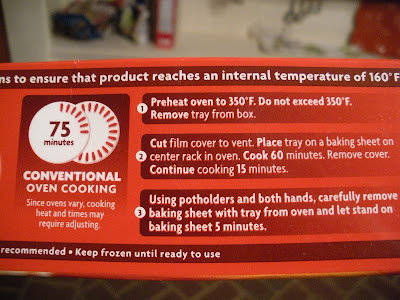 ns to ensure that product reaches an internal temperature of 160°F
75
minutes
CONVENTIONAL
OVEN COOKING
Since ovens vary, cooking
heat and times may
require adjusting.
1 Preheat oven to 350°F. Do not exceed 350°F.
Remove tray from box.
Cut film cover to vent. Place tray on a baking sheet on
2 center rack in oven. Cook 60 minutes. Remove cover.
Continue cooking 15 minutes.
Using potholders and both hands, carefully remove
3 baking sheet with tray from oven and let stand on
baking sheet 5 minutes.
recommended • Keep frozen until ready to use